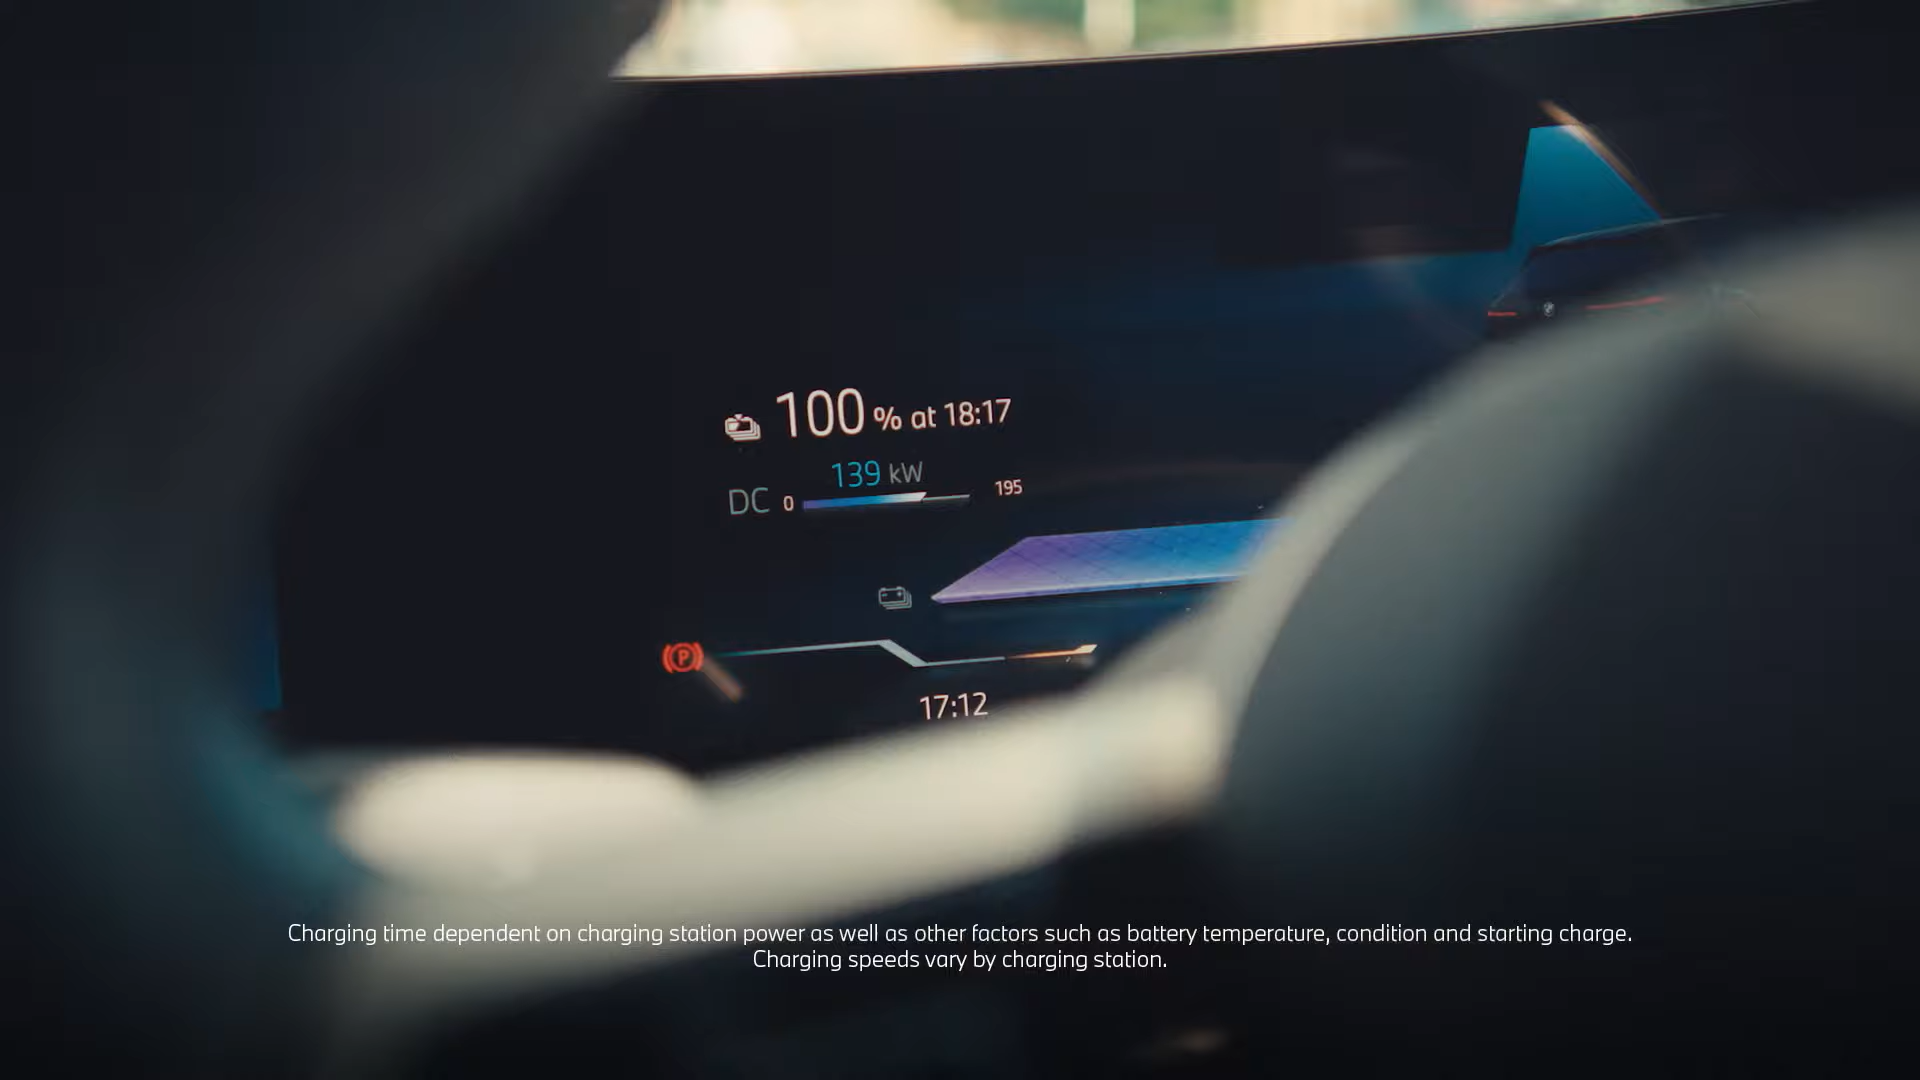 100 % at 18:17
139 kW
DC 0 195
P
17:12
Charging time dependent on charging station power as well as other factors such as battery temperature, condition and starting charge.
Charging speeds vary by charging station.